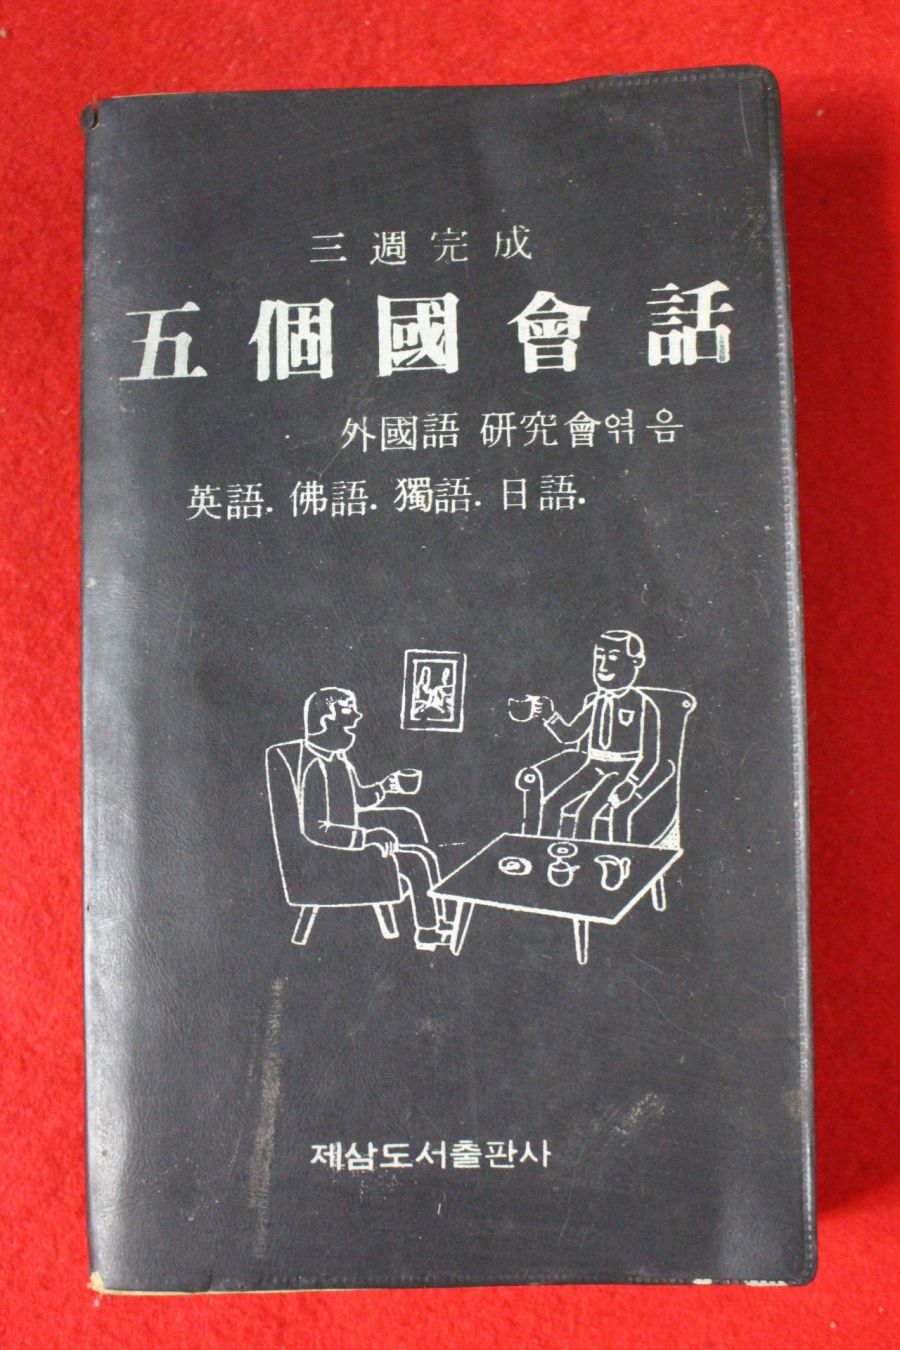 三週完成
五個國會話
外國語 研究會엮음
英語. 佛語. 獨語. 日語.
제삼도서출판사